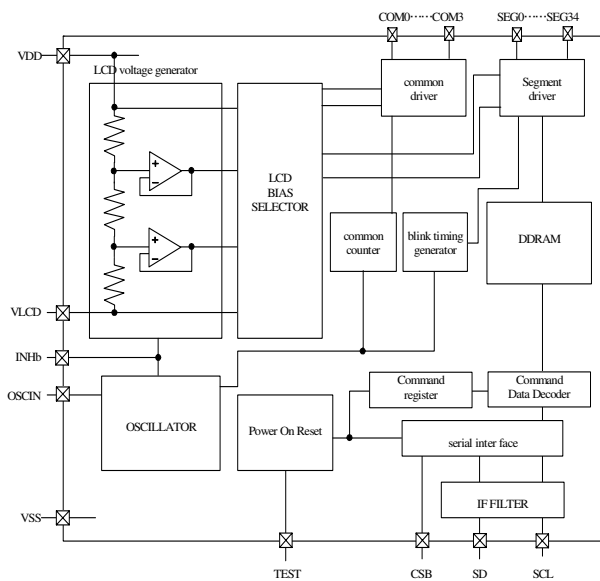 COM0 ······ COM3 SEG0 ······ SEG34
VDD
LCD voltage generator
common
driver
Segment
driver
+
−
LCD
BIAS
SELECTOR
common
counter
blink timing
generator
DDRAM
+
−
VLCD
INHb
OSCIN
OSCILLATOR
Power On Reset
Command
register
Command
Data Decoder
serial inter face
IF FILTER
VSS
TEST CSB SD SCL